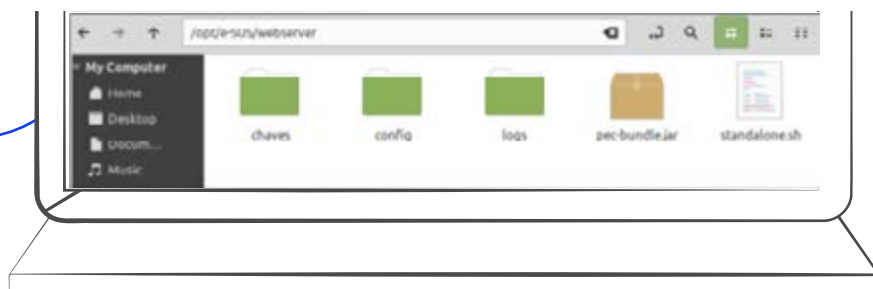 /opt/e-sus/webserver
My Computer
Home
Desktop
Docum...
Music
chaves
config
logs
pec-bundle.jar
standalone.sh